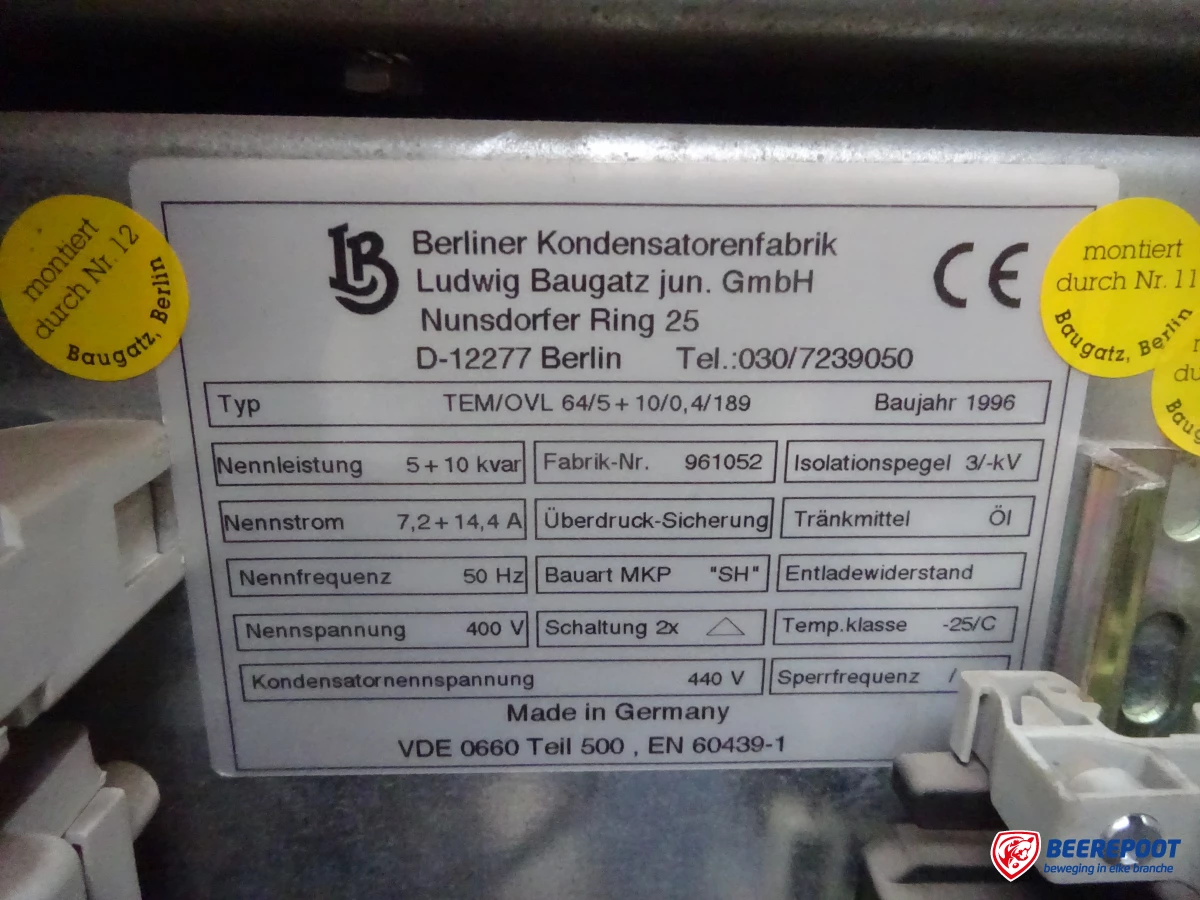 montiert
durch Nr. 12
Baugatz, Berlin
LB
Berliner Kondensatorenfabrik
Ludwig Baugatz jun. GmbH
Nunsdorfer Ring 25
D-12277 Berlin Tel.:030/7239050
CE
montiert
durch Nr. 11
Baugatz, Berlin
Typ TEM/OVL 64/5 + 10/0,4/189 Baujahr 1996
Nennleistung 5 + 10 kvar Fabrik-Nr. 961052 Isolationspegel 3/-kV
Nennstrom 7,2 + 14,4 A Überdruck-Sicherung Tränkmittel Öl
Nennfrequenz 50 Hz Bauart MKP "SH" Entladewiderstand
Nennspannung 400 V Schaltung 2x △ Temp.klasse -25/C
Kondensatornennspannung 440 V Sperrfrequenz /
Made in Germany
VDE 0660 Teil 500 , EN 60439-1
BEEREPOOT
beweging in elke branche